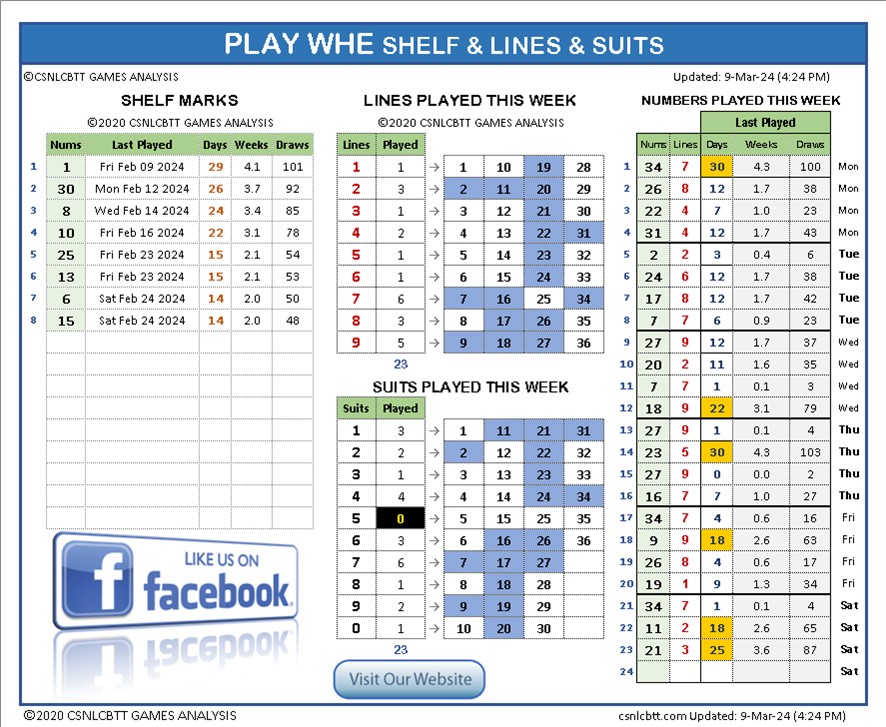 PLAY WHE SHELF & LINES & SUITS
©CSNLCBTT GAMES ANALYSIS
Updated: 9-Mar-24 (4:24 PM)
SHELF MARKS
©2020 CSNLCBTT GAMES ANALYSIS
Nums Last Played Days Weeks Draws
1 1 Fri Feb 09 2024 29 4.1 101
2 30 Mon Feb 12 2024 26 3.7 92
3 8 Wed Feb 14 2024 24 3.4 85
4 10 Fri Feb 16 2024 22 3.1 78
5 25 Fri Feb 23 2024 15 2.1 54
6 13 Fri Feb 23 2024 15 2.1 53
7 6 Sat Feb 24 2024 14 2.0 50
8 15 Sat Feb 24 2024 14 2.0 48
LIKE US ON
facebook.
LINES PLAYED THIS WEEK
©2020 CSNLCBTT GAMES ANALYSIS
Lines Played
1 1 → 1 10 19 28
2 3 → 2 11 20 29
3 1 → 3 12 21 30
4 2 → 4 13 22 31
5 1 → 5 14 23 32
6 1 → 6 15 24 33
7 6 → 7 16 25 34
8 3 → 8 17 26 35
9 5 → 9 18 27 36
23
SUITS PLAYED THIS WEEK
Suits Played
1 3 → 1 11 21 31
2 2 → 2 12 22 32
3 1 → 3 13 23 33
4 4 → 4 14 24 34
5 0 → 5 15 25 35
6 3 → 6 16 26 36
7 6 → 7 17 27
8 1 → 8 18 28
9 2 → 9 19 29
0 1 → 10 20 30
23
Visit Our Website
NUMBERS PLAYED THIS WEEK
Last Played
Nums Lines Days Weeks Draws
1 34 7 30 4.3 100 Mon
2 26 8 12 1.7 38 Mon
3 22 4 7 1.0 23 Mon
4 31 4 12 1.7 43 Mon
5 2 2 3 0.4 6 Tue
6 24 6 12 1.7 38 Tue
7 17 8 12 1.7 42 Tue
8 7 7 6 0.9 23 Tue
9 27 9 12 1.7 37 Wed
10 20 2 11 1.6 35 Wed
11 7 7 1 0.1 3 Wed
12 18 9 22 3.1 79 Wed
13 27 9 1 0.1 4 Thu
14 23 5 30 4.3 103 Thu
15 27 9 0 0.0 2 Thu
16 16 7 7 1.0 27 Thu
17 34 7 4 0.6 16 Fri
18 9 9 18 2.6 63 Fri
19 26 8 4 0.6 17 Fri
20 19 1 9 1.3 34 Fri
21 34 7 1 0.1 4 Sat
22 11 2 18 2.6 65 Sat
23 21 3 25 3.6 87 Sat
24 Sat
©2020 CSNLCBTT GAMES ANALYSIS
csnlcbtt.com Updated: 9-Mar-24 (4:24 PM)